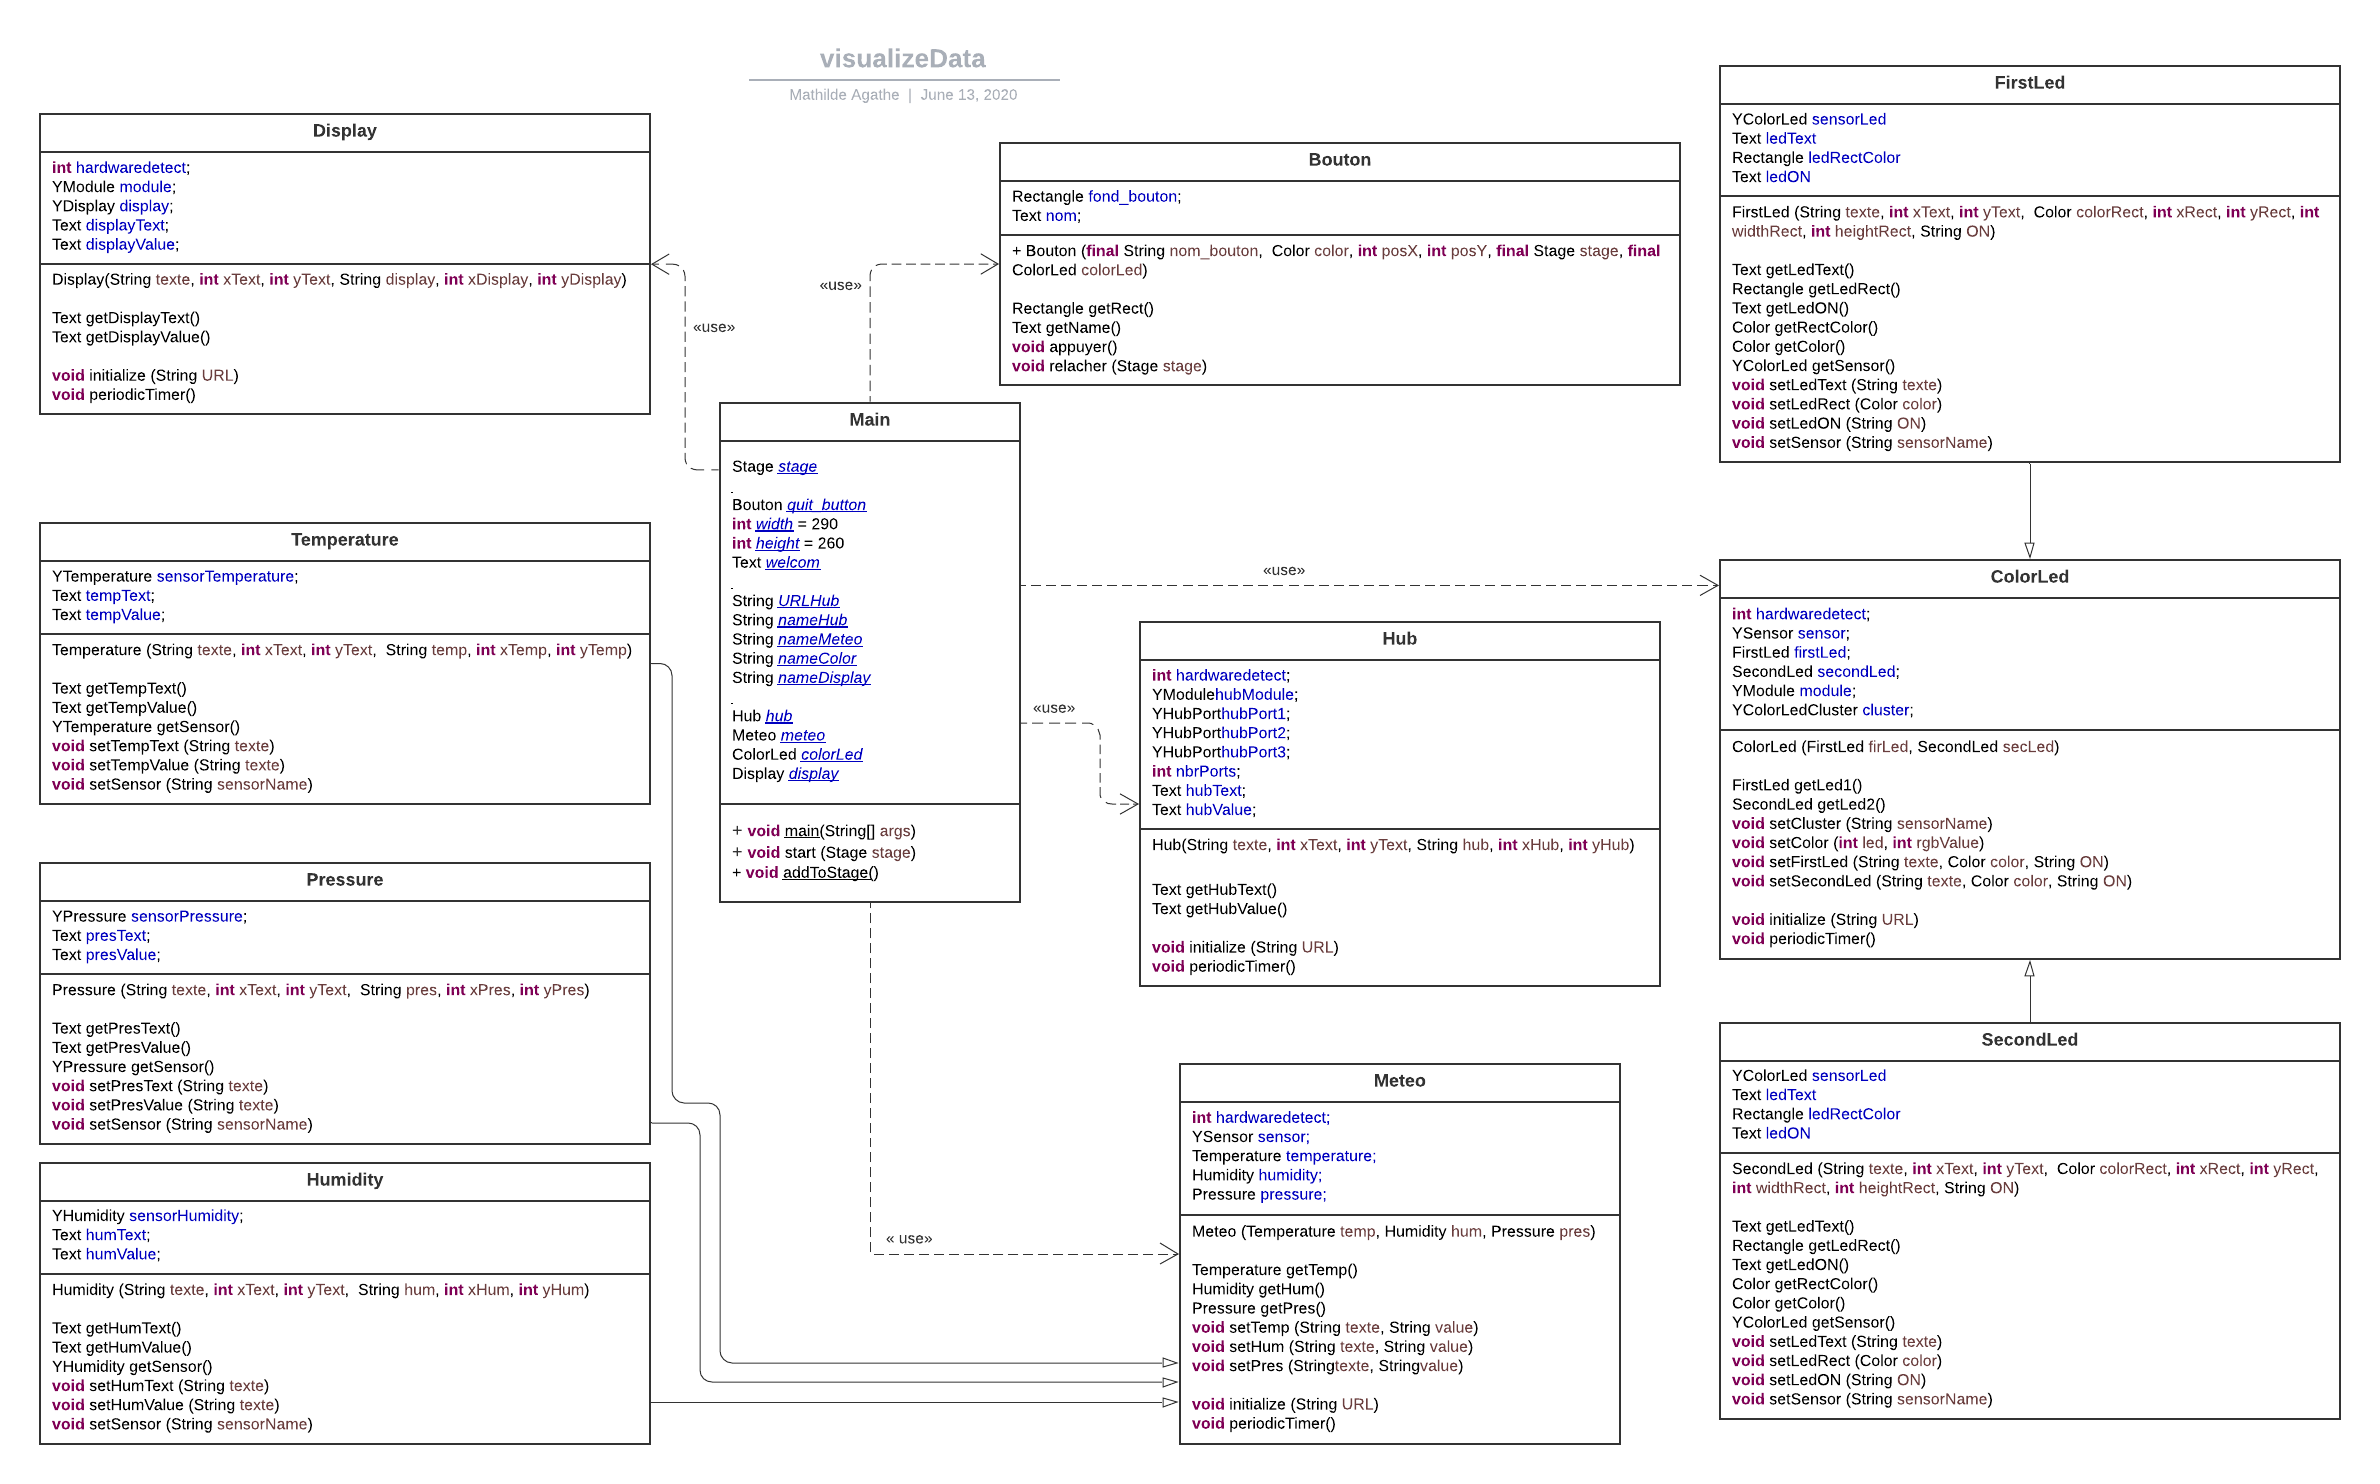 visualizeData
Mathilde Agathe | June 13, 2020
Display
int hardwaredetect;
YModule module;
YDisplay display;
Text displayText;
Text displayValue;
Display(String texte, int xText, int yText, String display, int xDisplay, int yDisplay)
Text getDisplayText()
Text getDisplayValue()
void initialize (String URL)
void periodicTimer()
«use»
«use»
Bouton
Rectangle fond_bouton;
Text nom;
+ Bouton (final String nom_bouton, Color color, int posX, int posY, final Stage stage, final
ColorLed colorLed)
Rectangle getRect()
Text getName()
void appuyer()
void relacher (Stage stage)
FirstLed
YColorLed sensorLed
Text ledText
Rectangle ledRectColor
Text ledON
FirstLed (String texte, int xText, int yText, Color colorRect, int xRect, int yRect, int
widthRect, int heightRect, String ON)
Text getLedText()
Rectangle getLedRect()
Text getLedON()
Color getRectColor()
Color getColor()
YColorLed getSensor()
void setLedText (String texte)
void setLedRect (Color color)
void setLedON (String ON)
void setSensor (String sensorName)
Main
Stage stage
.
Bouton quit_button
int width = 290
int height = 260
Text welcom
.
String URLHub
String nameHub
String nameMeteo
String nameColor
String nameDisplay
.
Hub hub
Meteo meteo
ColorLed colorLed
Display display
+ void main(String[] args)
+ void start (Stage stage)
+ void addToStage()
«use»
«use»
« use»
Temperature
YTemperature sensorTemperature;
Text tempText;
Text tempValue;
Temperature (String texte, int xText, int yText, String temp, int xTemp, int yTemp)
Text getTempText()
Text getTempValue()
YTemperature getSensor()
void setTempText (String texte)
void setTempValue (String texte)
void setSensor (String sensorName)
Hub
int hardwaredetect;
YModulehubModule;
YHubPorthubPort1;
YHubPorthubPort2;
YHubPorthubPort3;
int nbrPorts;
Text hubText;
Text hubValue;
Hub(String texte, int xText, int yText, String hub, int xHub, int yHub)
Text getHubText()
Text getHubValue()
void initialize (String URL)
void periodicTimer()
ColorLed
int hardwaredetect;
YSensor sensor;
FirstLed firstLed;
SecondLed secondLed;
YModule module;
YColorLedCluster cluster;
ColorLed (FirstLed firLed, SecondLed secLed)
FirstLed getLed1()
SecondLed getLed2()
void setCluster (String sensorName)
void setColor (int led, int rgbValue)
void setFirstLed (String texte, Color color, String ON)
void setSecondLed (String texte, Color color, String ON)
void initialize (String URL)
void periodicTimer()
Pressure
YPressure sensorPressure;
Text presText;
Text presValue;
Pressure (String texte, int xText, int yText, String pres, int xPres, int yPres)
Text getPresText()
Text getPresValue()
YPressure getSensor()
void setPresText (String texte)
void setPresValue (String texte)
void setSensor (String sensorName)
Humidity
YHumidity sensorHumidity;
Text humText;
Text humValue;
Humidity (String texte, int xText, int yText, String hum, int xHum, int yHum)
Text getHumText()
Text getHumValue()
YHumidity getSensor()
void setHumText (String texte)
void setHumValue (String texte)
void setSensor (String sensorName)
Meteo
int hardwaredetect;
YSensor sensor;
Temperature temperature;
Humidity humidity;
Pressure pressure;
Meteo (Temperature temp, Humidity hum, Pressure pres)
Temperature getTemp()
Humidity getHum()
Pressure getPres()
void setTemp (String texte, String value)
void setHum (String texte, String value)
void setPres (Stringtexte, Stringvalue)
void initialize (String URL)
void periodicTimer()
SecondLed
YColorLed sensorLed
Text ledText
Rectangle ledRectColor
Text ledON
SecondLed (String texte, int xText, int yText, Color colorRect, int xRect, int yRect,
int widthRect, int heightRect, String ON)
Text getLedText()
Rectangle getLedRect()
Text getLedON()
Color getRectColor()
Color getColor()
YColorLed getSensor()
void setLedText (String texte)
void setLedRect (Color color)
void setLedON (String ON)
void setSensor (String sensorName)